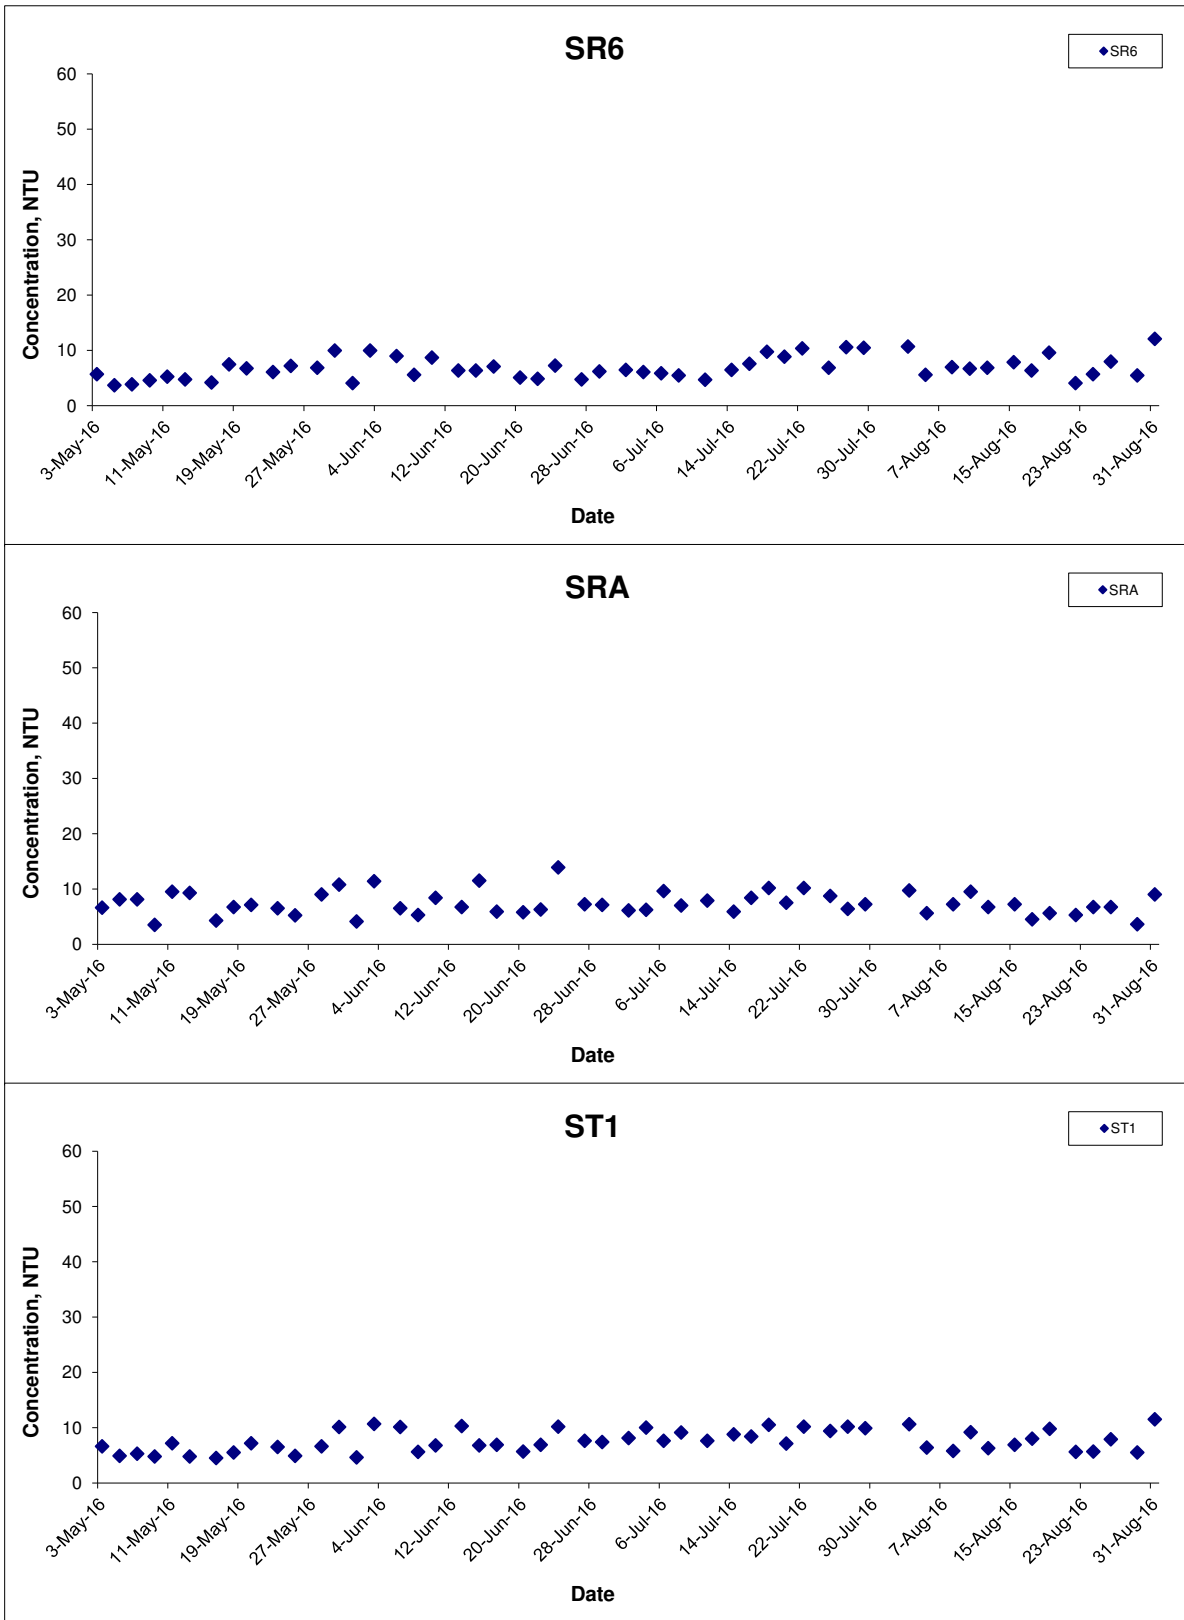 SR6
SR6
60
50
40
30
20
10
0
Concentration, NTU
3-May-16
11-May-16
19-May-16
27-May-16
4-Jun-16
12-Jun-16
20-Jun-16
28-Jun-16
6-Jul-16
14-Jul-16
22-Jul-16
30-Jul-16
7-Aug-16
15-Aug-16
23-Aug-16
31-Aug-16
Date
SRA
SRA
60
50
40
30
20
10
0
Concentration, NTU
3-May-16
11-May-16
19-May-16
27-May-16
4-Jun-16
12-Jun-16
20-Jun-16
28-Jun-16
6-Jul-16
14-Jul-16
22-Jul-16
30-Jul-16
7-Aug-16
15-Aug-16
23-Aug-16
31-Aug-16
Date
ST1
ST1
60
50
40
30
20
10
0
Concentration, NTU
3-May-16
11-May-16
19-May-16
27-May-16
4-Jun-16
12-Jun-16
20-Jun-16
28-Jun-16
6-Jul-16
14-Jul-16
22-Jul-16
30-Jul-16
7-Aug-16
15-Aug-16
23-Aug-16
31-Aug-16
Date